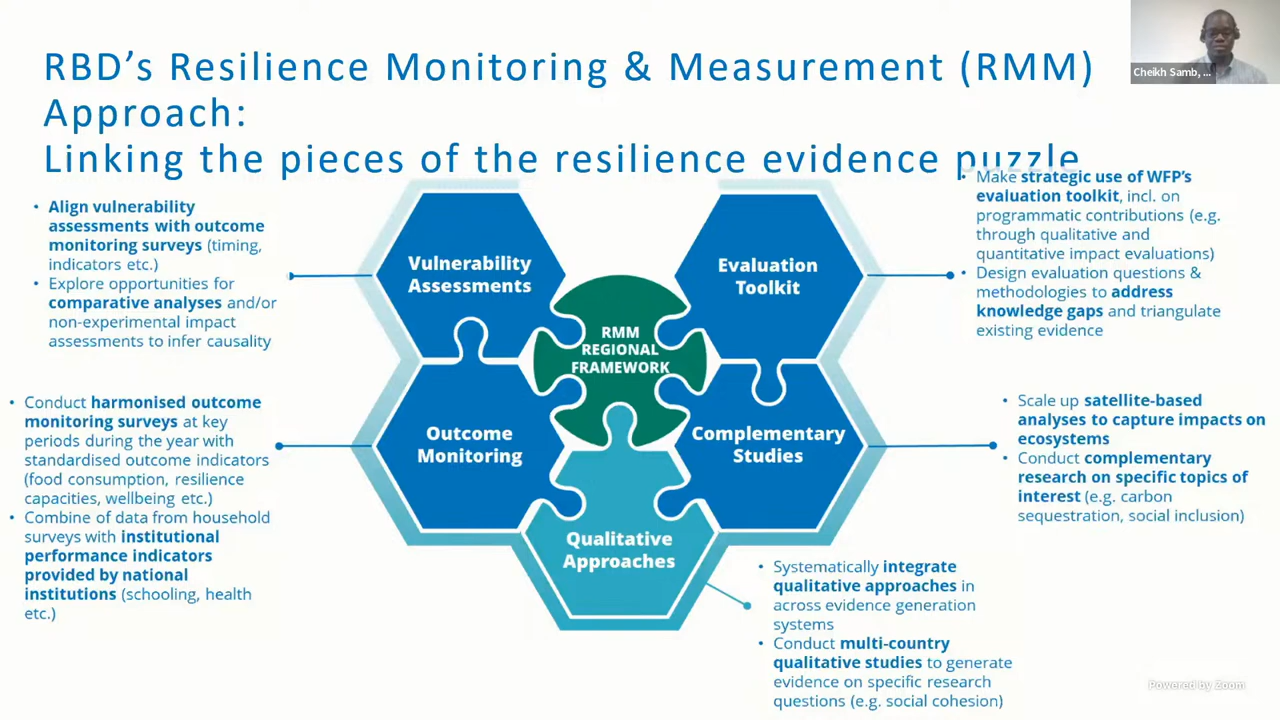 RBD's Resilience Monitoring & Measurement (RMM)
Approach:
Linking the pieces of the resilience evidence puzzle
Cheikh Samb, ...
• Align vulnerability
assessments with outcome
monitoring surveys (timing,
indicators etc.)
• Explore opportunities for
comparative analyses and/or
non-experimental impact
assessments to infer causality
• Conduct harmonised outcome
monitoring surveys at key
periods during the year with
standardised outcome indicators
(food consumption, resilience
capacities, wellbeing etc.)
• Combine of data from household
surveys with institutional
performance indicators
provided by national
institutions (schooling, health
etc.)
Vulnerability
Assessments
Evaluation
Toolkit
RMM
REGIONAL
FRAMEWORK
Outcome
Monitoring
Complementary
Studies
Qualitative
Approaches
• Make strategic use of WFP's
evaluation toolkit, incl. on
programmatic contributions (e.g.
through qualitative and
quantitative impact evaluations)
• Design evaluation questions &
methodologies to address
knowledge gaps and triangulate
existing evidence
• Scale up satellite-based
analyses to capture impacts on
ecosystems
• Conduct complementary
research on specific topics of
interest (e.g. carbon
sequestration, social inclusion)
• Systematically integrate
qualitative approaches in
across evidence generation
systems
• Conduct multi-country
qualitative studies to generate
evidence on specific research
questions (e.g. social cohesion)
Powered by Zoom